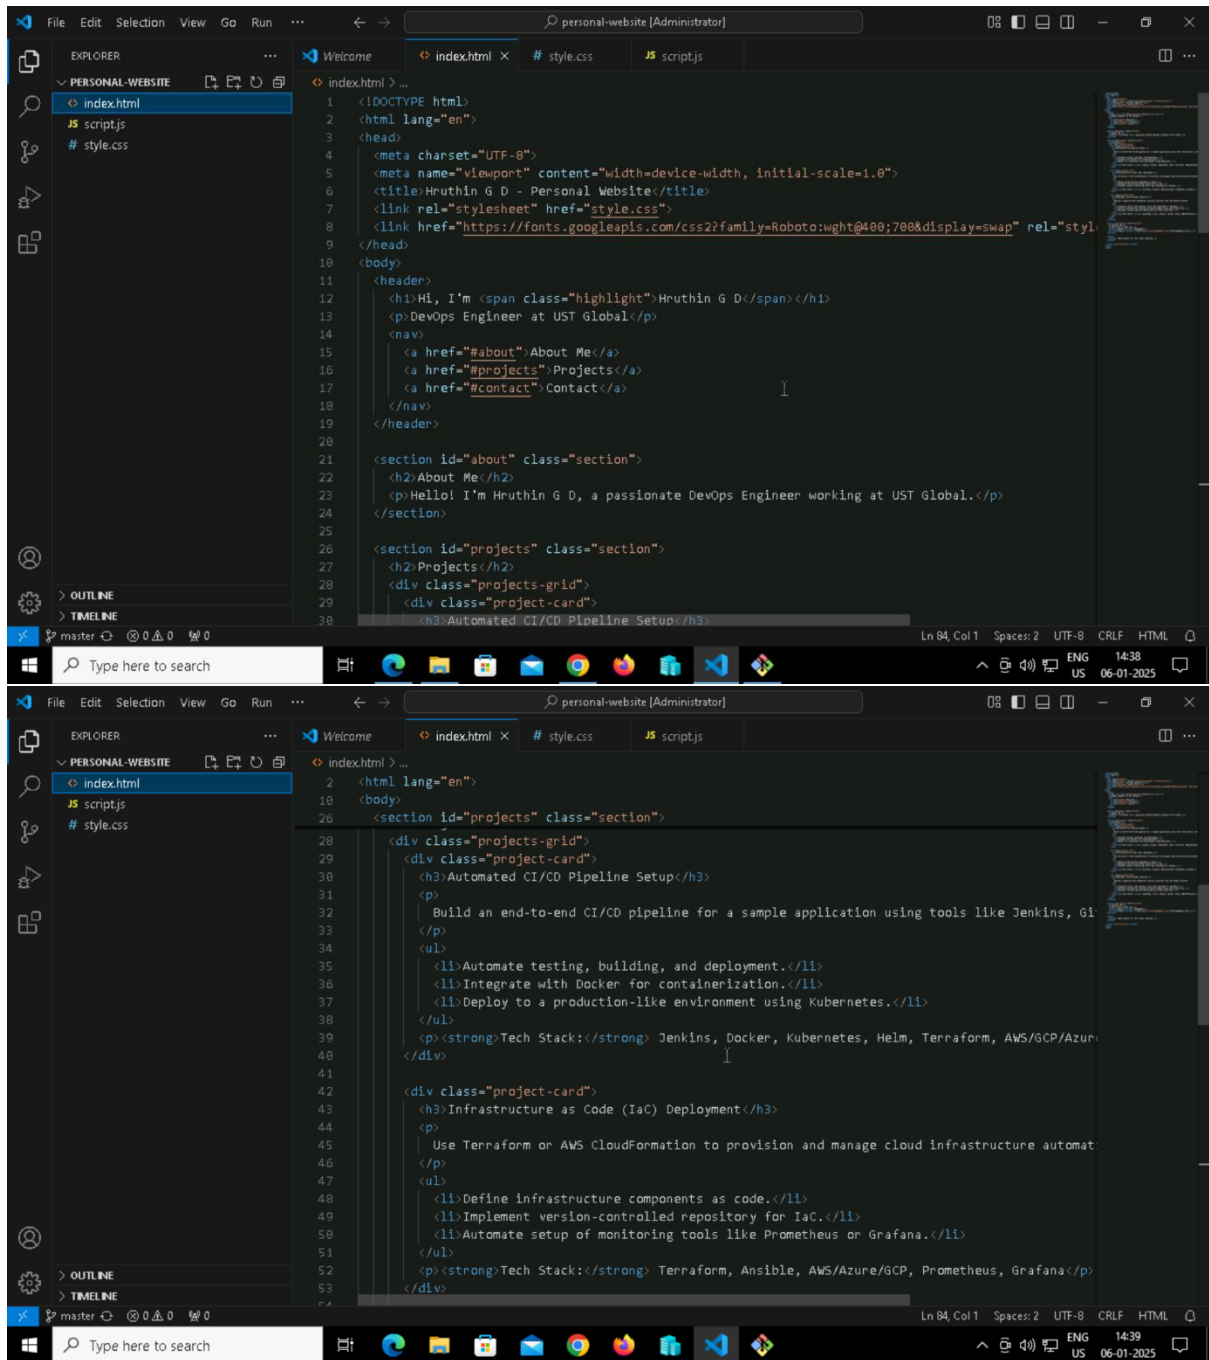 File Edit Selection View Go Run ··· personal-website [Administrator]
EXPLORER ···
Welcome
index.html
# style.css
JS script.js
PERSONAL-WEBSITE
index.html
JS script.js
# style.css
index.html > ...
1 <!DOCTYPE html>
2 <html lang="en">
3 <head>
4 <meta charset="UTF-8">
5 <meta name="viewport" content="width=device-width, initial-scale=1.0">
6 <title>Hruthin G D - Personal Website</title>
7 <link rel="stylesheet" href="style.css">
8 <link href="https://fonts.googleapis.com/css2?family=Roboto:wght@400;700&display=swap" rel="styl
9 </head>
10 <body>
11 <header>
12 <h1>Hi, I'm <span class="highlight">Hruthin G D</span></h1>
13 <p>DevOps Engineer at UST Global</p>
14 <nav>
15 <a href="#about">About Me</a>
16 <a href="#projects">Projects</a>
17 <a href="#contact">Contact</a>
18 </nav>
19 </header>
20
21 <section id="about" class="section">
22 <h2>About Me</h2>
23 <p>Hello! I'm Hruthin G D, a passionate DevOps Engineer working at UST Global.</p>
24 </section>
25
26 <section id="projects" class="section">
27 <h2>Projects</h2>
28 <div class="projects-grid">
29 <div class="project-card">
30 <h3>Automated CI/CD Pipeline Setup</h3>
OUTLINE
TIMELINE
master 0 0 0 Ln 84, Col 1 Spaces: 2 UTF-8 CRLF HTML
Type here to search
ENG US
14:38
06-01-2025
File Edit Selection View Go Run ··· personal-website [Administrator]
EXPLORER ···
Welcome
index.html
# style.css
JS script.js
PERSONAL-WEBSITE
index.html
JS script.js
# style.css
index.html > ...
2 <html lang="en">
10 <body>
26 <section id="projects" class="section">
28 <div class="projects-grid">
29 <div class="project-card">
30 <h3>Automated CI/CD Pipeline Setup</h3>
31 <p>
32 Build an end-to-end CI/CD pipeline for a sample application using tools like Jenkins, Gi
33 </p>
34 <ul>
35 <li>Automate testing, building, and deployment.</li>
36 <li>Integrate with Docker for containerization.</li>
37 <li>Deploy to a production-like environment using Kubernetes.</li>
38 </ul>
39 <p><strong>Tech Stack:</strong> Jenkins, Docker, Kubernetes, Helm, Terraform, AWS/GCP/Azur
40 </div>
41
42 <div class="project-card">
43 <h3>Infrastructure as Code (IaC) Deployment</h3>
44 <p>
45 Use Terraform or AWS CloudFormation to provision and manage cloud infrastructure automat
46 </p>
47 <ul>
48 <li>Define infrastructure components as code.</li>
49 <li>Implement version-controlled repository for IaC.</li>
50 <li>Automate setup of monitoring tools like Prometheus or Grafana.</li>
51 </ul>
52 <p><strong>Tech Stack:</strong> Terraform, Ansible, AWS/Azure/GCP, Prometheus, Grafana</p>
53 </div>
OUTLINE
TIMELINE
master 0 0 0 Ln 84, Col 1 Spaces: 2 UTF-8 CRLF HTML
Type here to search
ENG US
14:39
06-01-2025